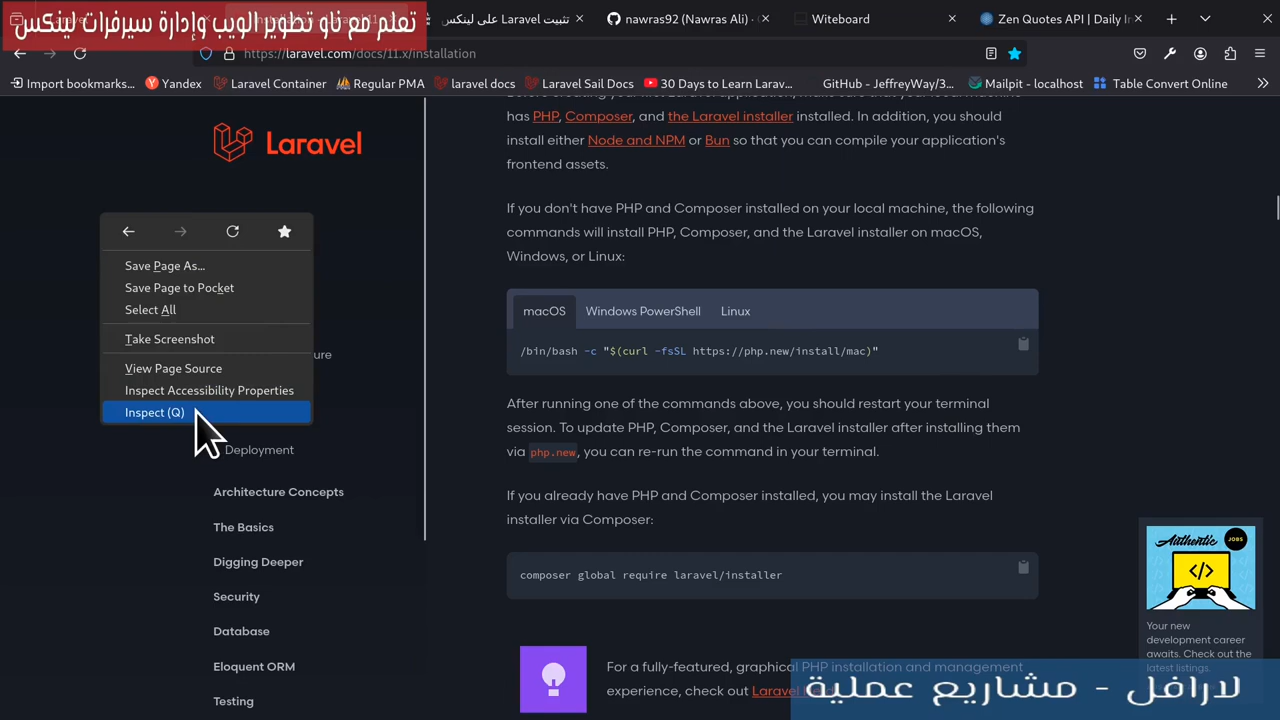 تعلم مع ناو تطوير الويب وإدارة سيرفرات لينكس
تثبيت Laravel على لينكس
nawras92 (Nawras Ali) ·
Witeboard
Zen Quotes API | Daily In
https://laravel.com/docs/11.x/installation
Import bookmarks...
Yandex
Laravel Container
Regular PMA
laravel docs
Laravel Sail Docs
30 Days to Learn Larav...
GitHub - JeffreyWay/3...
Mailpit - localhost
Table Convert Online
Laravel
Save Page As...
Save Page to Pocket
Select All
Take Screenshot
View Page Source
Inspect Accessibility Properties
Inspect (Q)
ure
Deployment
Architecture Concepts
The Basics
Digging Deeper
Security
Database
Eloquent ORM
Testing
has PHP, Composer, and the Laravel installer installed. In addition, you should
install either Node and NPM or Bun so that you can compile your application's
frontend assets.
If you don't have PHP and Composer installed on your local machine, the following
commands will install PHP, Composer, and the Laravel installer on macOS,
Windows, or Linux:
macOS
Windows PowerShell
Linux
/bin/bash -c "$(curl -fsSL https://php.new/install/mac)"
After running one of the commands above, you should restart your terminal
session. To update PHP, Composer, and the Laravel installer after installing them
via php.new, you can re-run the command in your terminal.
If you already have PHP and Composer installed, you may install the Laravel
installer via Composer:
composer global require laravel/installer
For a fully-featured, graphical PHP installation and management
experience, check out Laravel
Authentic JOBS
</>
Your new
development career
awaits. Check out the
latest listings.
لارافل - مشاريع عملية